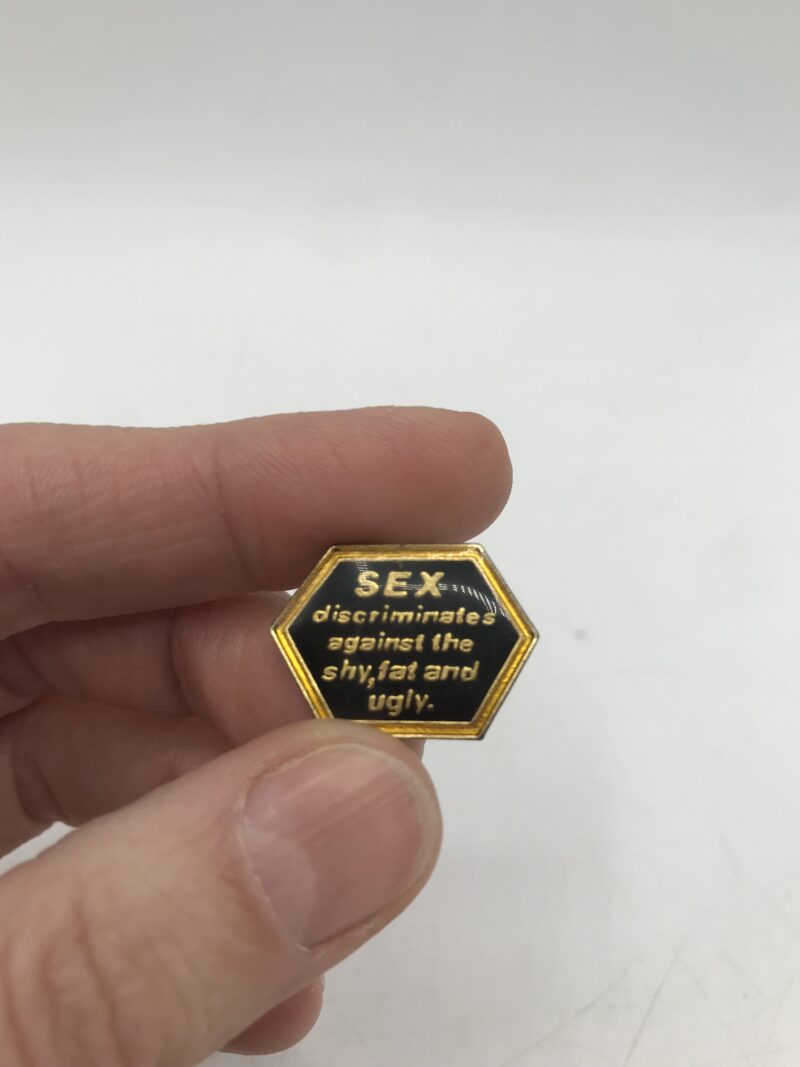 SEX
discriminates
against the
shy, fat and
ugly.